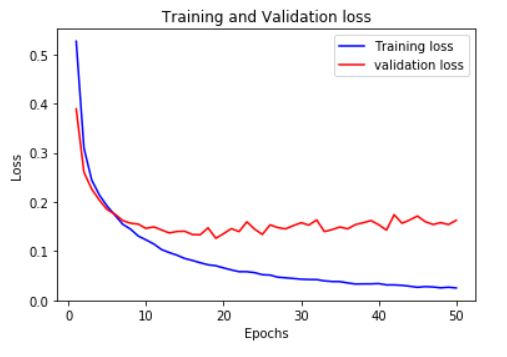 Training and Validation loss
Training loss
validation loss
0.5
0.4
0.3
0.2
0.1
0.0
Loss
0 10 20 30 40 50
Epochs